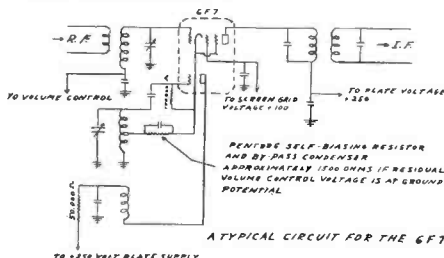 6F7
→ R.F.
→ I.F.
TO VOLUME CONTROL
TO SCREEN GRID
VOLTAGE +100
TO PLATE VOLTAGE
+250
PENTODE SELF-BIASING RESISTOR
AND BY-PASS CONDENSER
APPROXIMATELY 1500 OHMS IF RESIDUAL
VOLUME CONTROL VOLTAGE IS AT GROUND
POTENTIAL
50,000 Ω
A TYPICAL CIRCUIT FOR THE 6F7
TO +250 VOLT PLATE SUPPLY